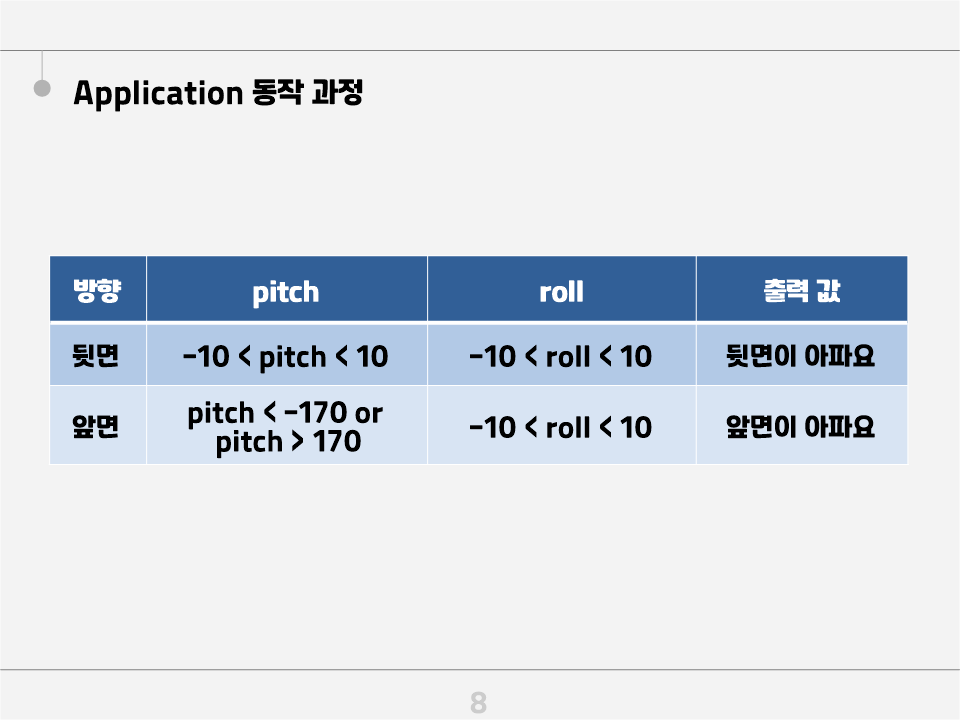 Application 동작 과정
방향 pitch roll 출력 값
뒷면 -10 < pitch < 10 -10 < roll < 10 뒷면이 아파요
앞면 pitch < -170 or pitch > 170 -10 < roll < 10 앞면이 아파요
8